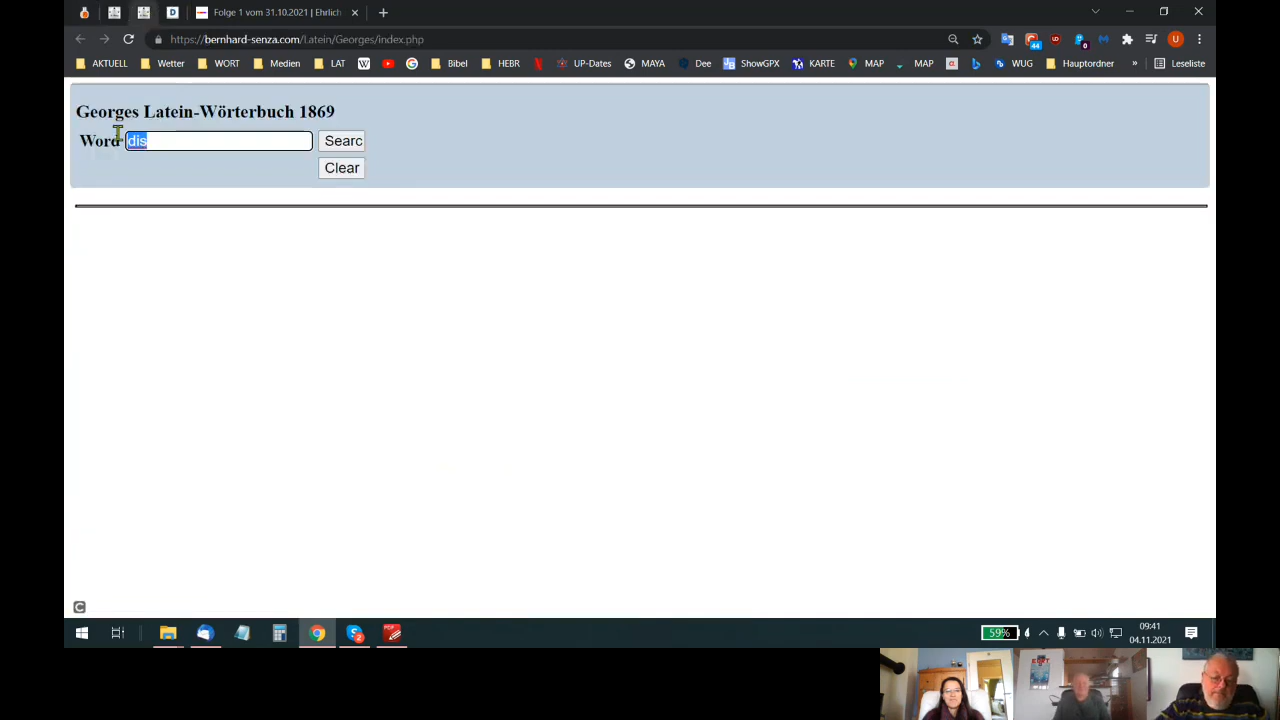 Folge 1 vom 31.10.2021 | Ehrlich
https://bernhard-senza.com/Latein/Georges/index.php
AKTUELL Wetter WORT Medien LAT Bibel HEBR UP-Dates MAYA Dee ShowGPX KARTE MAP MAP WUG Hauptordner » Leseliste
Georges Latein-Wörterbuch 1869
Word dis Searc
Clear
59% 09:41
04.11.2021